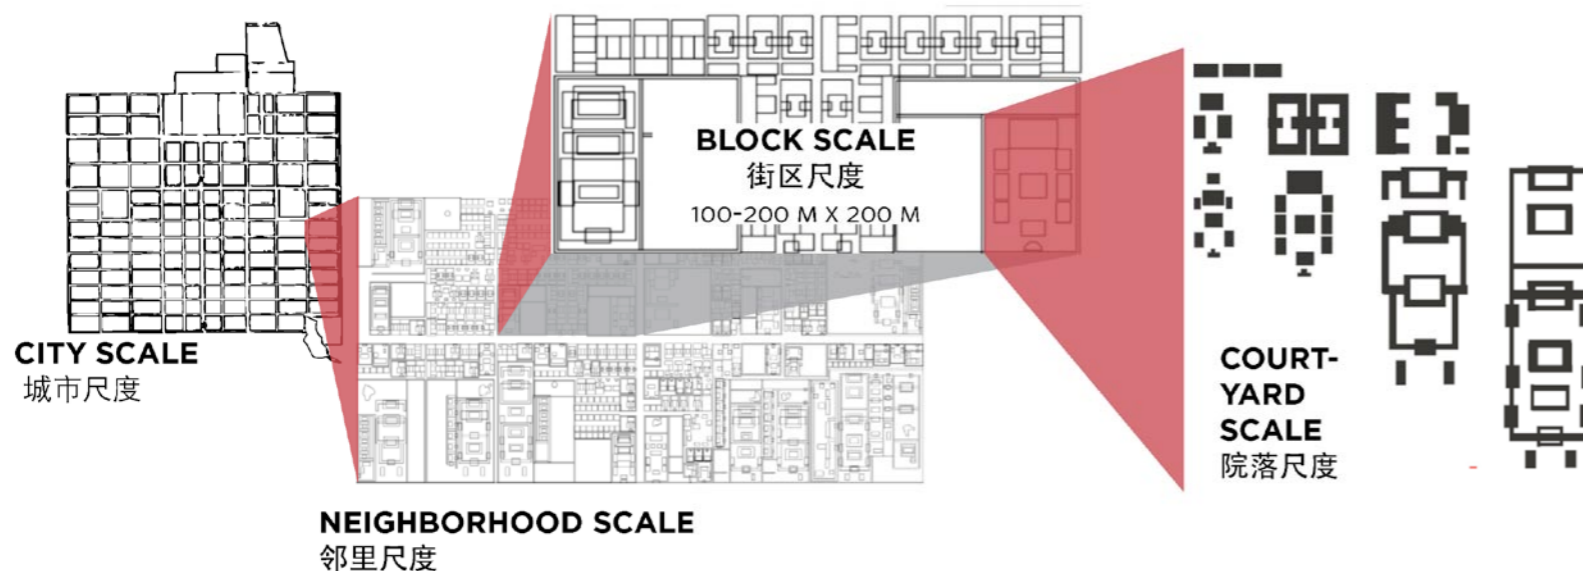 CITY SCALE
城市尺度
NEIGHBORHOOD SCALE
邻里尺度
BLOCK SCALE
街区尺度
100-200 M X 200 M
COURT-
YARD
SCALE
院落尺度